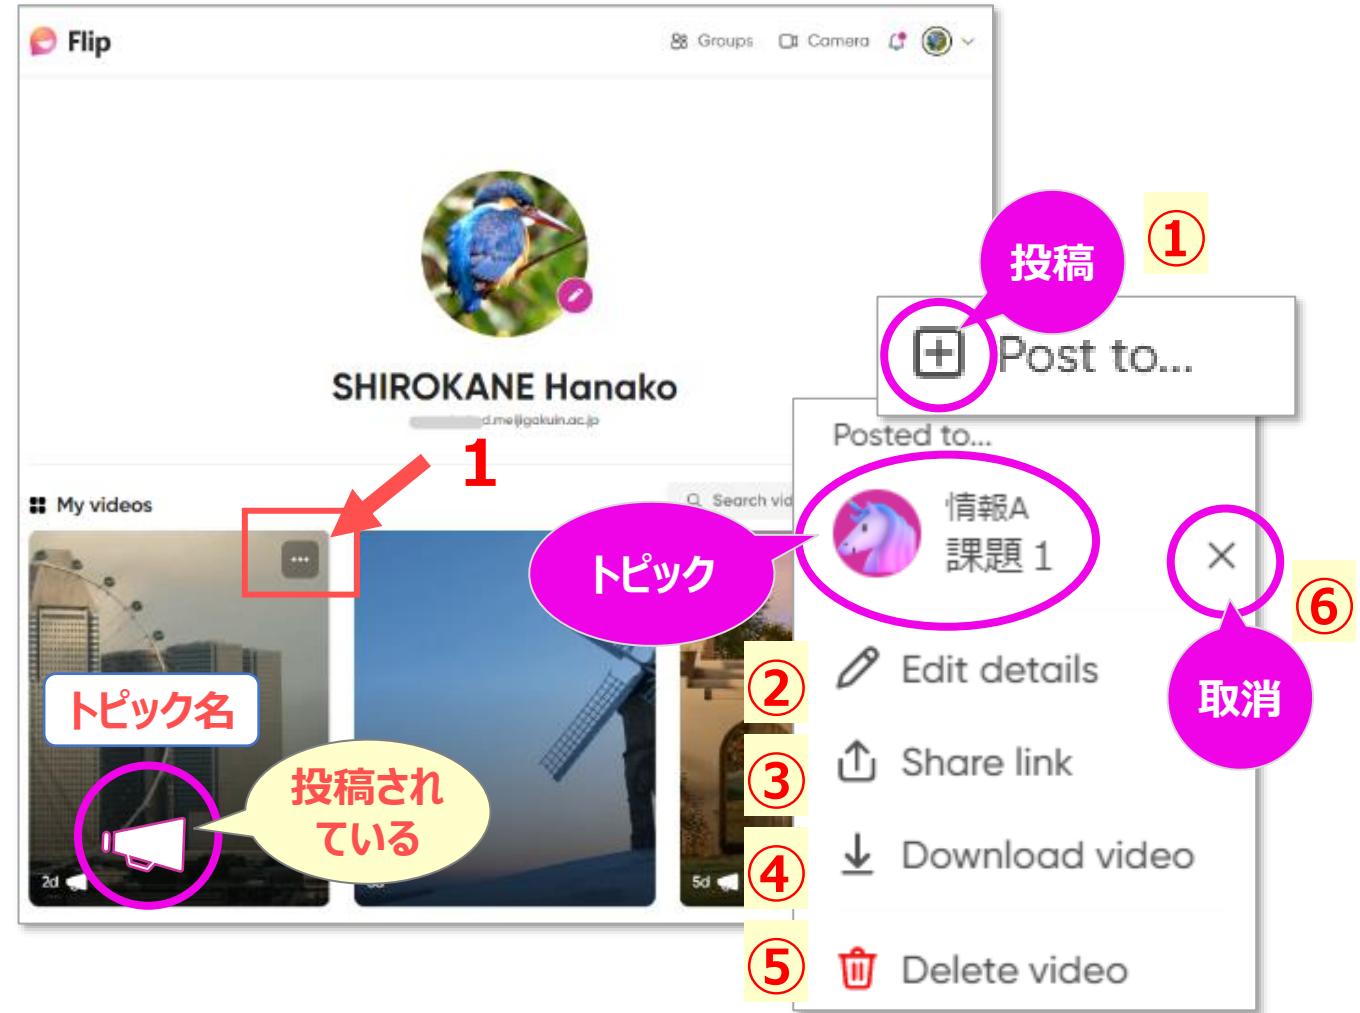 Flip
Groups
Camera
SHIROKANE Hanako
d.meijigakuin.ac.jp
1
My videos
Search vid
トピック名
投稿され
ている
2d
5d
投稿
①
Post to...
Posted to...
情報A
課題 1
トピック
⑥
取消
②
Edit details
③
Share link
④
Download video
⑤
Delete video